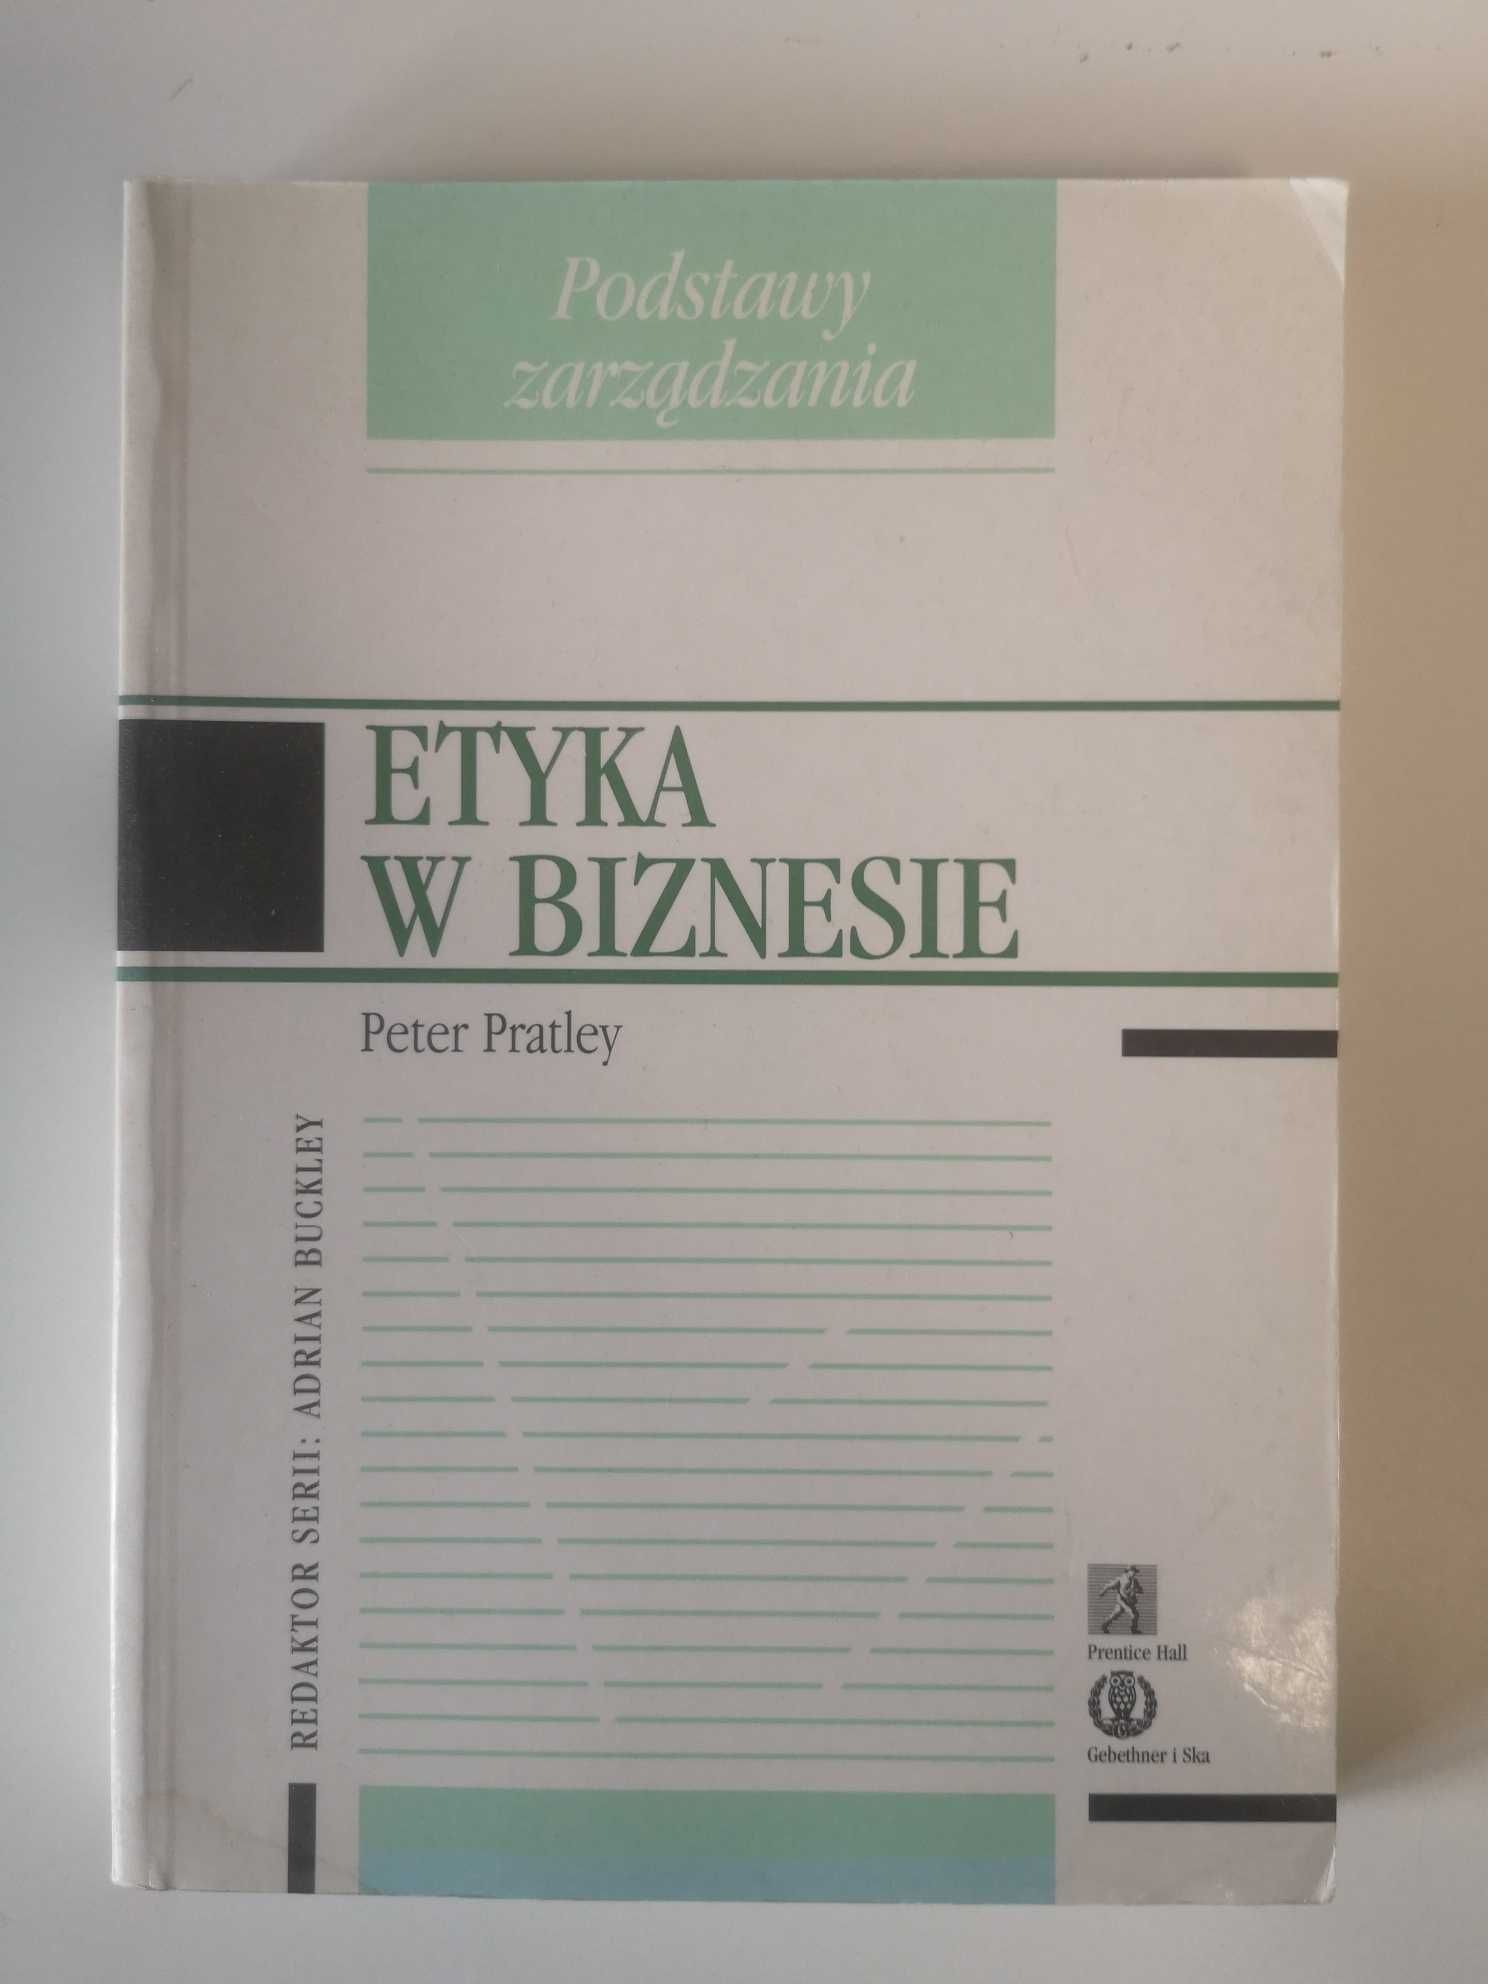 Podstawy
zarządzania
ETYKA
W BIZNESIE
Peter Pratley
REDAKTOR SERII: ADRIAN BUCKLEY
Prentice Hall
Gebethner i Ska